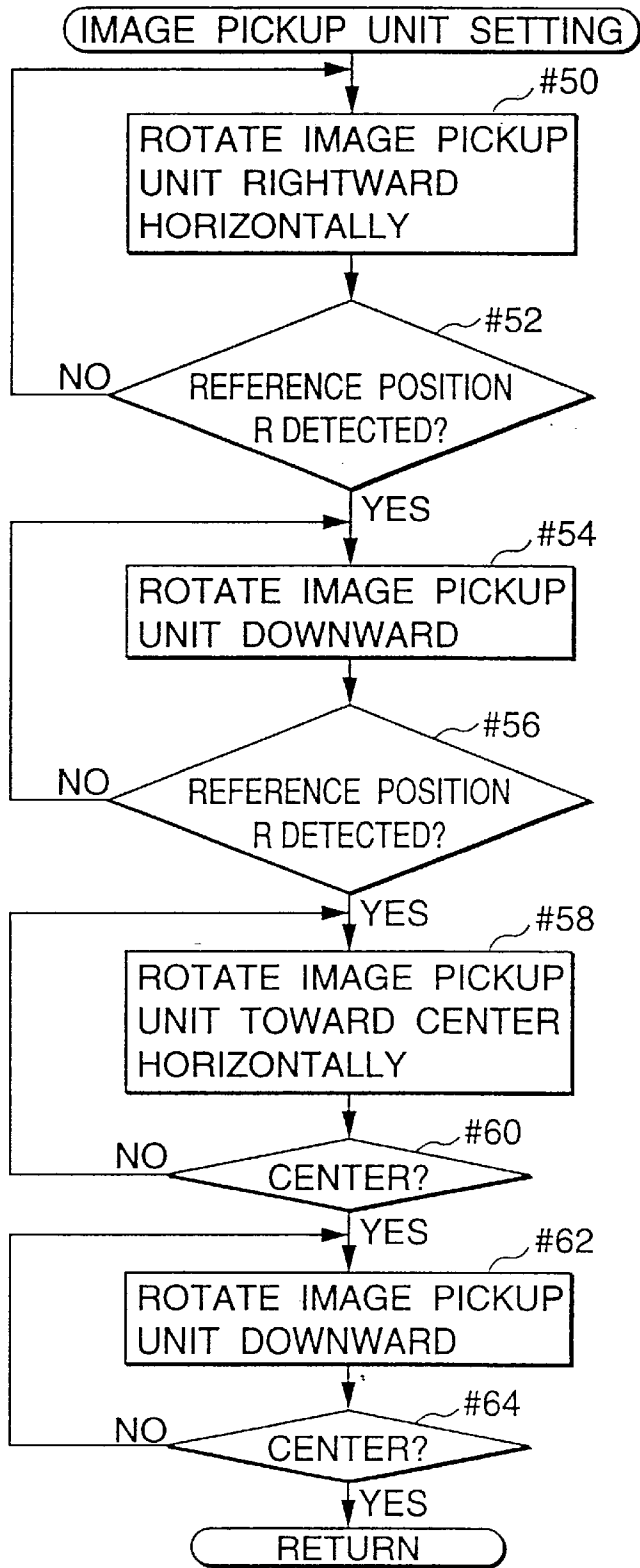 IMAGE PICKUP UNIT SETTING
#50
ROTATE IMAGE PICKUP
UNIT RIGHTWARD
HORIZONTALLY
#52
REFERENCE POSITION
R DETECTED?
NO
YES
#54
ROTATE IMAGE PICKUP
UNIT DOWNWARD
#56
REFERENCE POSITION
R DETECTED?
NO
YES
#58
ROTATE IMAGE PICKUP
UNIT TOWARD CENTER
HORIZONTALLY
#60
CENTER?
NO
YES
#62
ROTATE IMAGE PICKUP
UNIT DOWNWARD
#64
CENTER?
NO
YES
RETURN